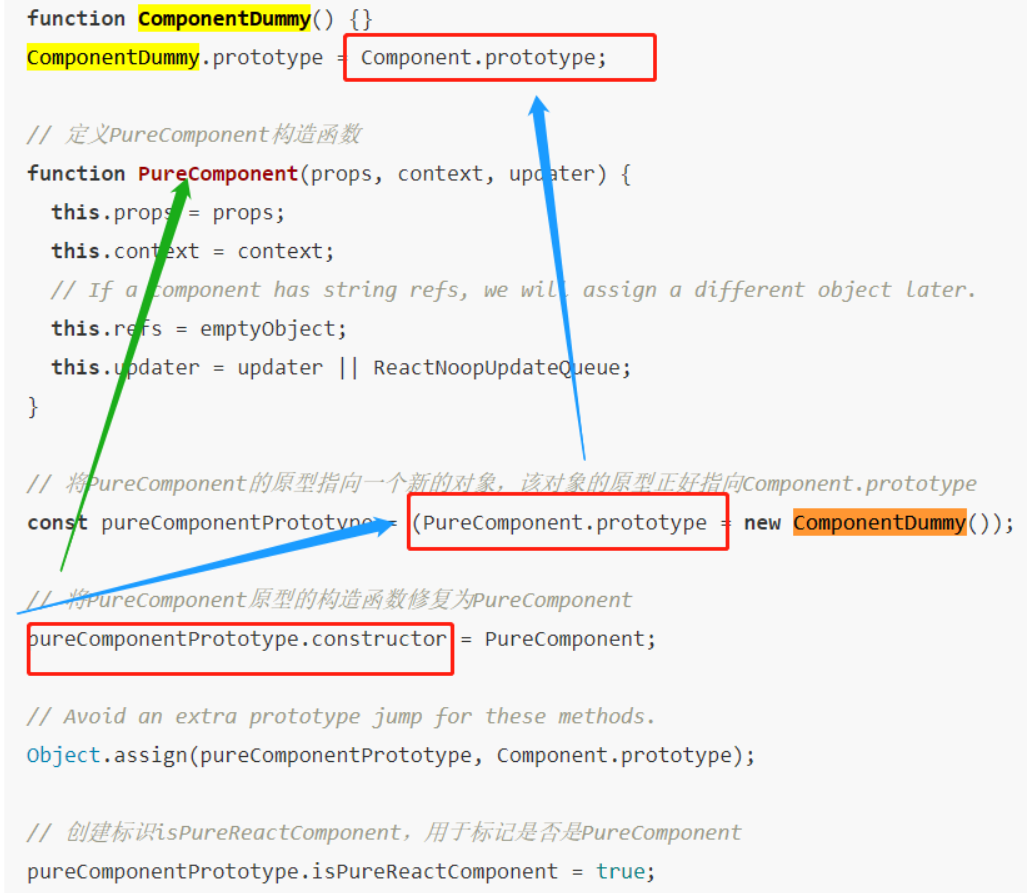 function ComponentDummy() {}
ComponentDummy.prototype = Component.prototype;
// 定义PureComponent构造函数
function PureComponent(props, context, updater) {
this.props = props;
this.context = context;
// If a component has string refs, we will assign a different object later.
this.refs = emptyObject;
this.updater = updater || ReactNoopUpdateQueue;
}
// 将PureComponent的原型指向一个新的对象，该对象的原型正好指向Component.prototype
const pureComponentPrototype = (PureComponent.prototype = new ComponentDummy());
// 将PureComponent原型的构造函数修复为PureComponent
pureComponentPrototype.constructor = PureComponent;
// Avoid an extra prototype jump for these methods.
Object.assign(pureComponentPrototype, Component.prototype);
// 创建标识isPureReactComponent，用于标记是否是PureComponent
pureComponentPrototype.isPureReactComponent = true;